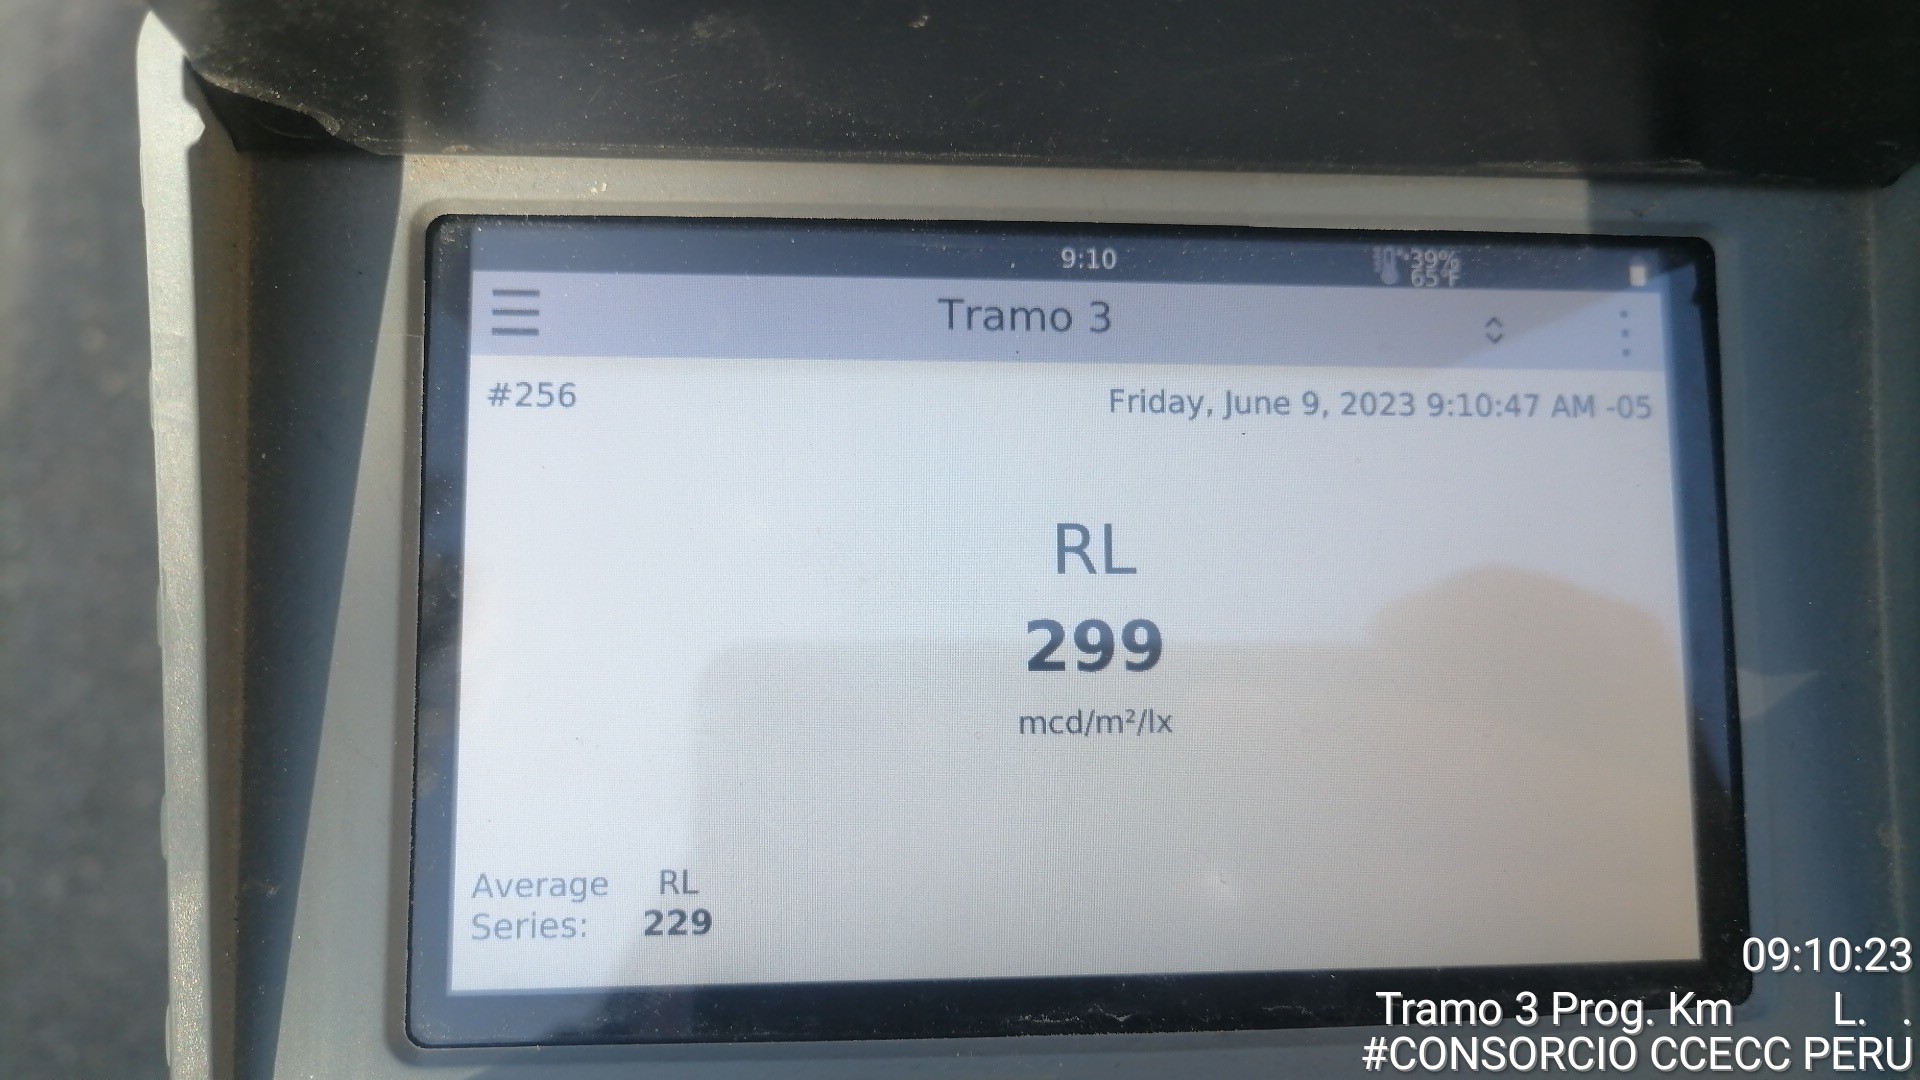 9:10
39%
65°F
Tramo 3
#256
Friday, June 9, 2023 9:10:47 AM -05
RL
299
mcd/m²/lx
Average RL
Series: 229
09:10:23
Tramo 3 Prog. Km L. .
#CONSORCIO CCECC PERU